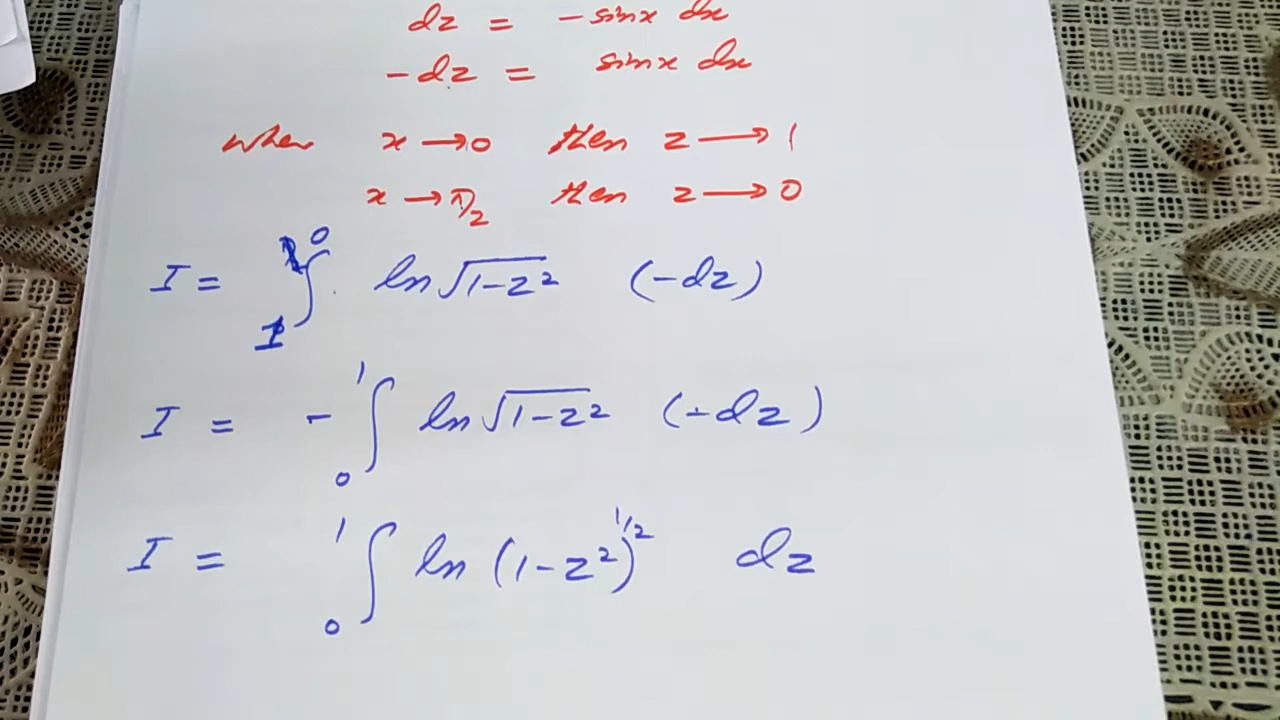 dz = - sinx dx
-dz = sinx dx
when x → 0 then z → 1
x → π/2 then z → 0
I = ∫₁⁰ ln √(1-z²) (-dz)
I = - ∫₀¹ ln √(1-z²) (-dz)
I = ∫₀¹ ln (1-z²)^1/2 dz